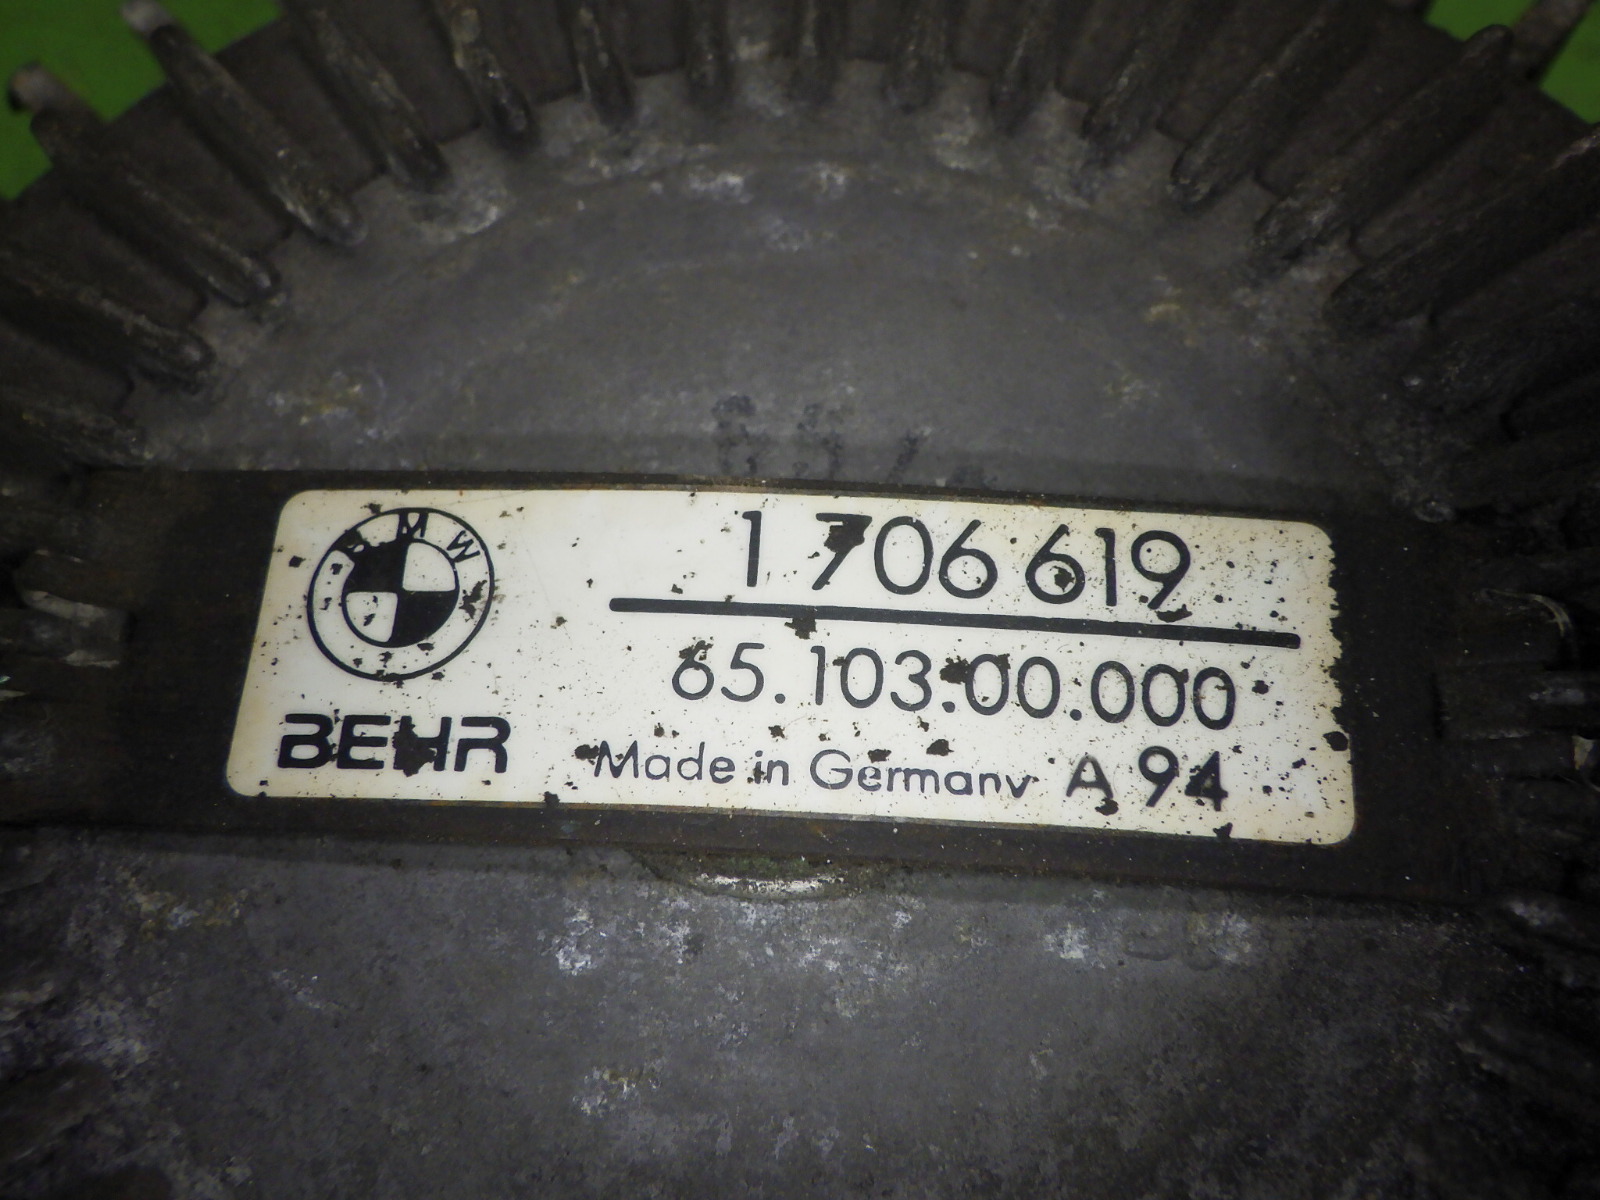 BMW
1 706 619
65.103.00.000
BEHR
Made in Germany A 94